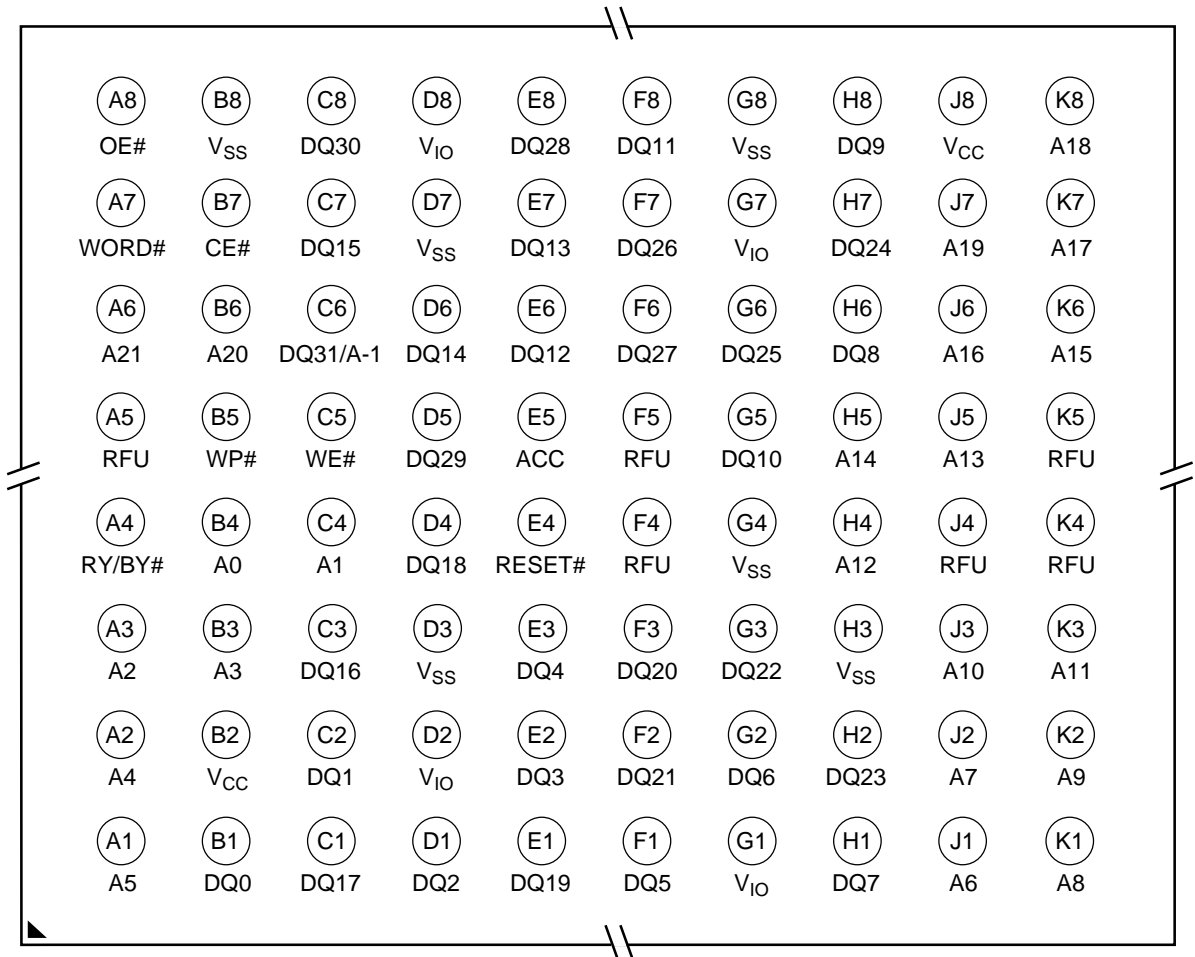 A8 B8 C8 D8 E8 F8 G8 H8 J8 K8
OE# VSS DQ30 VIO DQ28 DQ11 VSS DQ9 VCC A18
A7 B7 C7 D7 E7 F7 G7 H7 J7 K7
WORD# CE# DQ15 VSS DQ13 DQ26 VIO DQ24 A19 A17
A6 B6 C6 D6 E6 F6 G6 H6 J6 K6
A21 A20 DQ31/A-1 DQ14 DQ12 DQ27 DQ25 DQ8 A16 A15
A5 B5 C5 D5 E5 F5 G5 H5 J5 K5
RFU WP# WE# DQ29 ACC RFU DQ10 A14 A13 RFU
A4 B4 C4 D4 E4 F4 G4 H4 J4 K4
RY/BY# A0 A1 DQ18 RESET# RFU VSS A12 RFU RFU
A3 B3 C3 D3 E3 F3 G3 H3 J3 K3
A2 A3 DQ16 VSS DQ4 DQ20 DQ22 VSS A10 A11
A2 B2 C2 D2 E2 F2 G2 H2 J2 K2
A4 VCC DQ1 VIO DQ3 DQ21 DQ6 DQ23 A7 A9
A1 B1 C1 D1 E1 F1 G1 H1 J1 K1
A5 DQ0 DQ17 DQ2 DQ19 DQ5 VIO DQ7 A6 A8